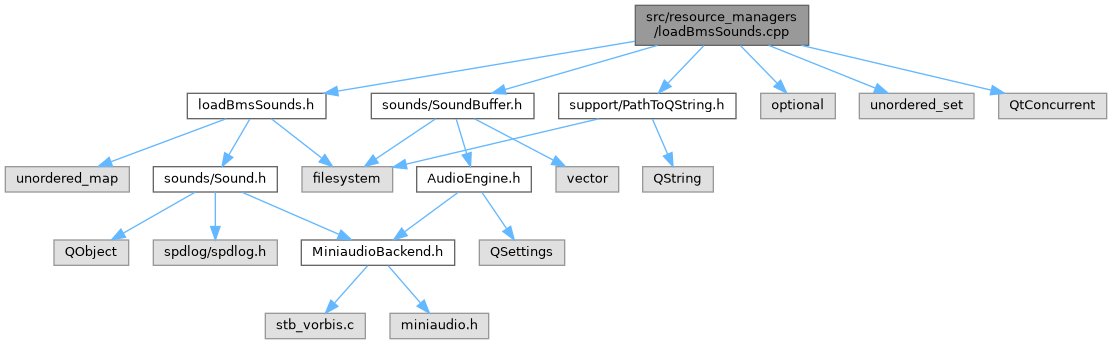 src/resource_managers
/loadBmsSounds.cpp
loadBmsSounds.h
sounds/SoundBuffer.h
support/PathToQString.h
optional
unordered_set
QtConcurrent
unordered_map
sounds/Sound.h
filesystem
AudioEngine.h
vector
QString
QObject
spdlog/spdlog.h
MiniaudioBackend.h
QSettings
stb_vorbis.c
miniaudio.h